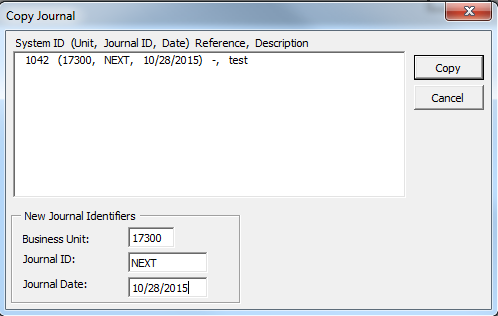 Copy Journal
System ID (Unit, Journal ID, Date) Reference, Description
1042 (17300, NEXT, 10/28/2015) -, test
Copy
Cancel
New Journal Identifiers
Business Unit: 17300
Journal ID: NEXT
Journal Date: 10/28/2015